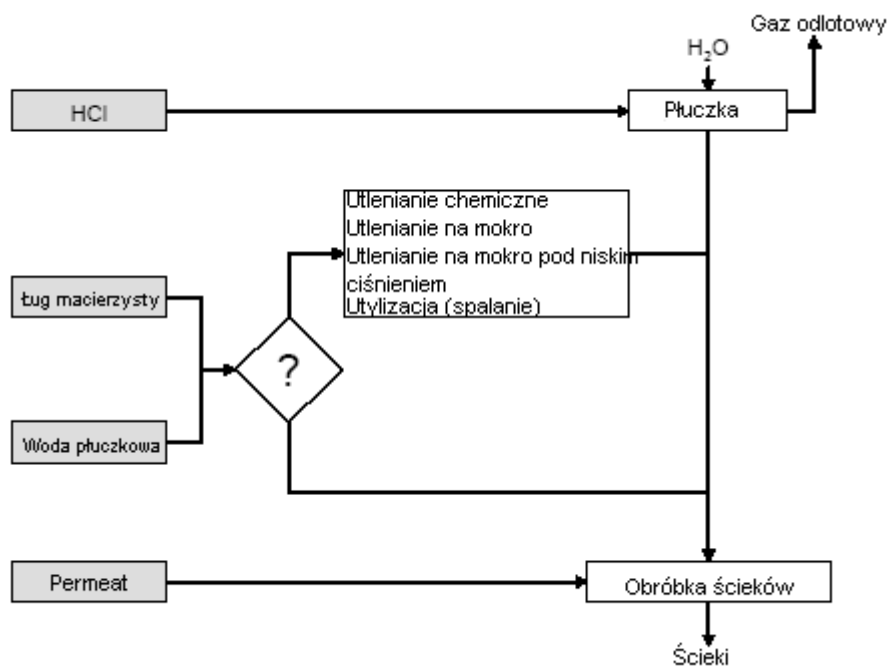 Gaz odlotowy
H₂O
HCl
Płuczka
Utlenianie chemiczne
Utlenianie na mokro
Utlenianie na mokro pod niskim
ciśnieniem
Utylizacja (spalanie)
Ług macierzysty
?
Woda płuczkowa
Permeat
Obróbka ścieków
Ścieki